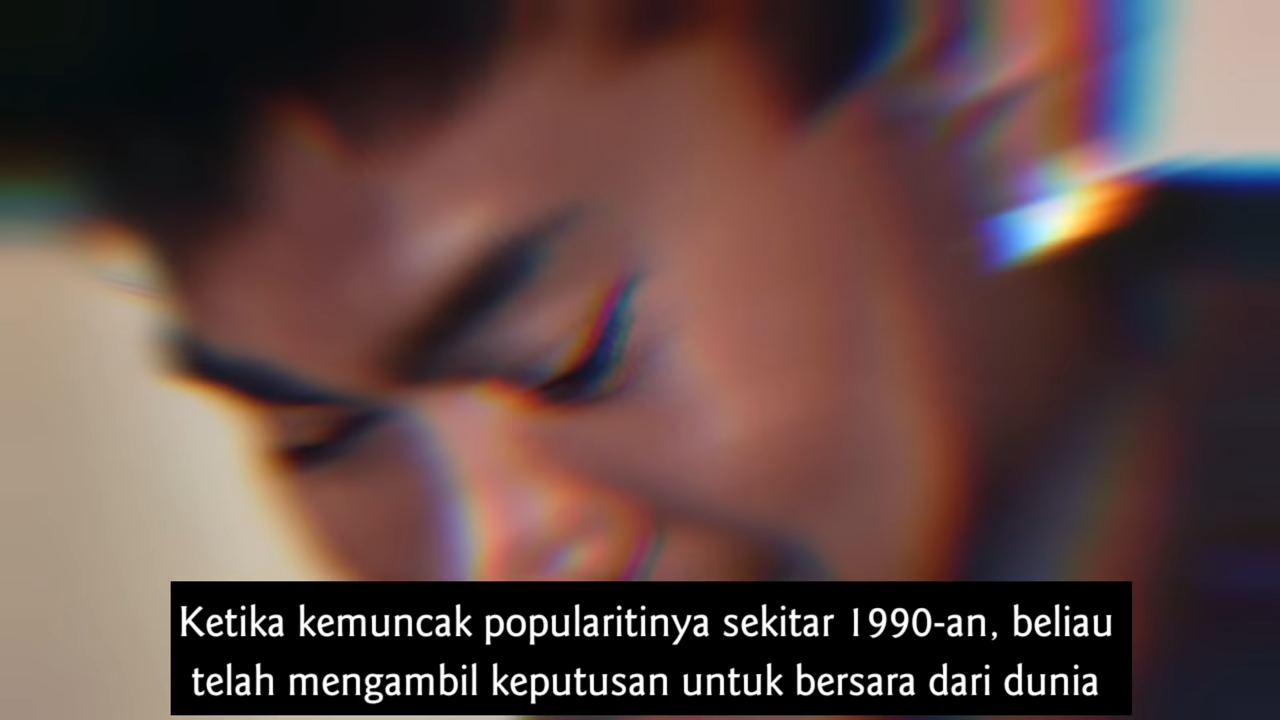 Ketika kemuncak popularitinya sekitar 1990-an, beliau
telah mengambil keputusan untuk bersara dari dunia